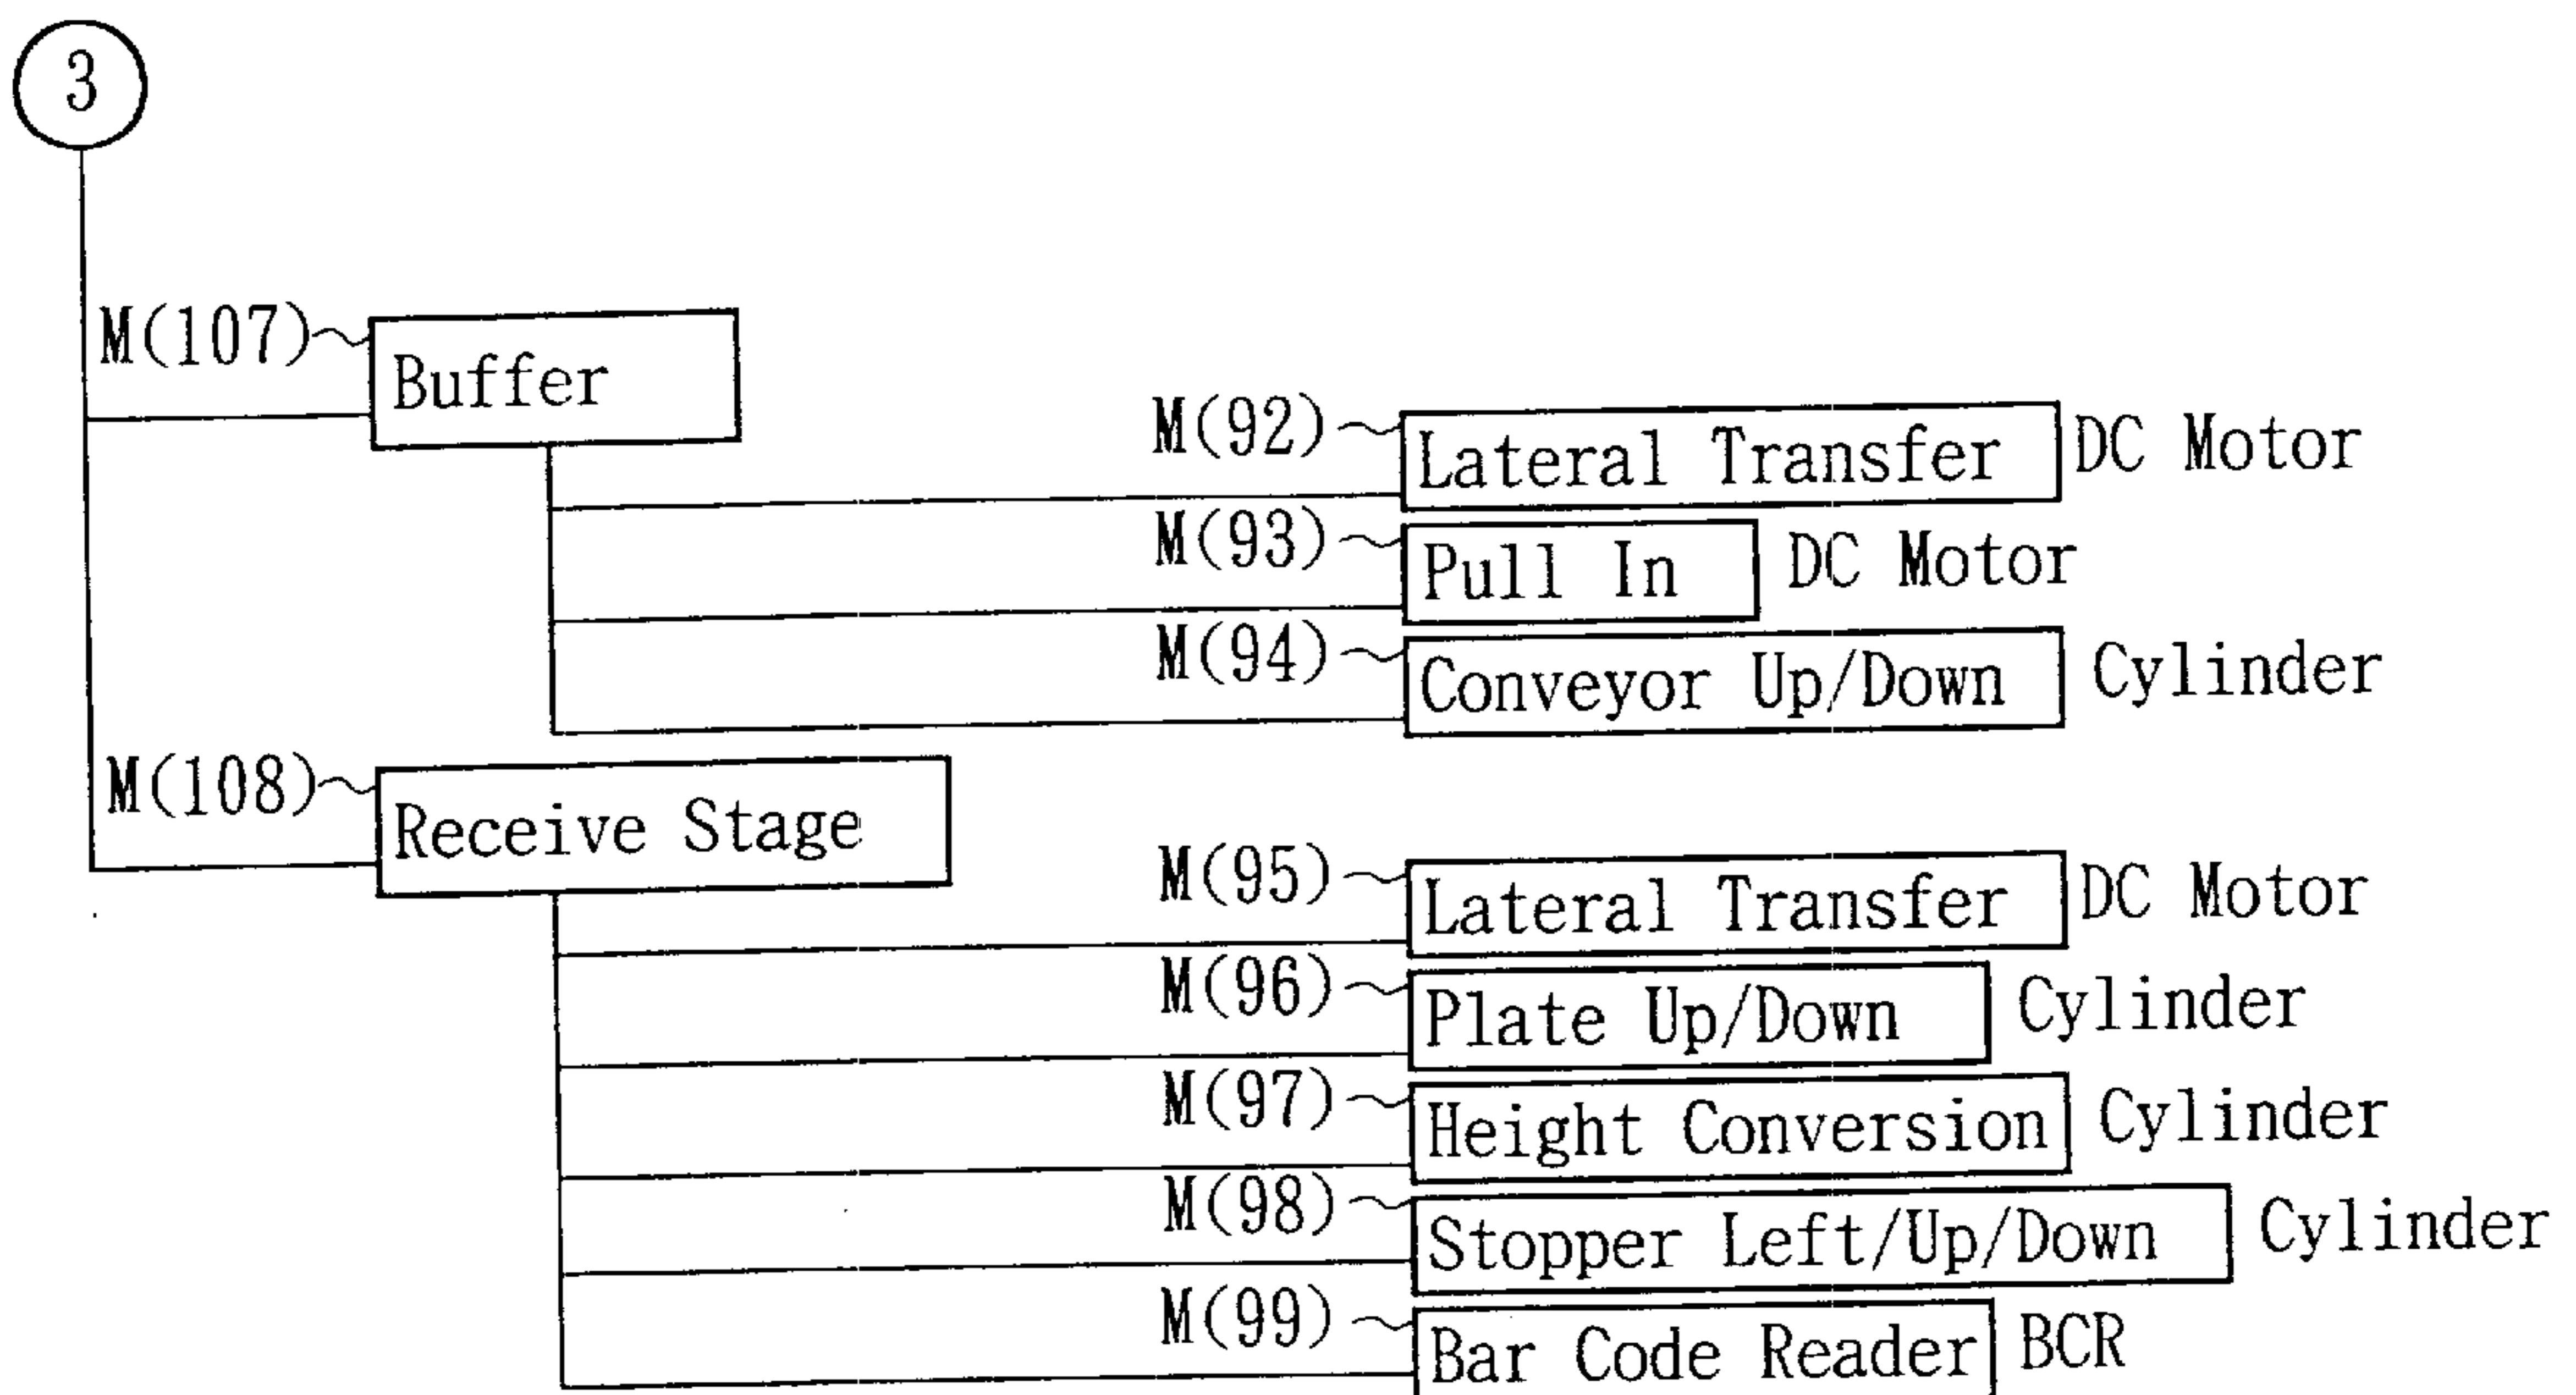 3
M(107) Buffer
M(92) Lateral Transfer DC Motor
M(93) Pull In DC Motor
M(94) Conveyor Up/Down Cylinder
M(108) Receive Stage
M(95) Lateral Transfer DC Motor
M(96) Plate Up/Down Cylinder
M(97) Height Conversion Cylinder
M(98) Stopper Left/Up/Down Cylinder
M(99) Bar Code Reader BCR